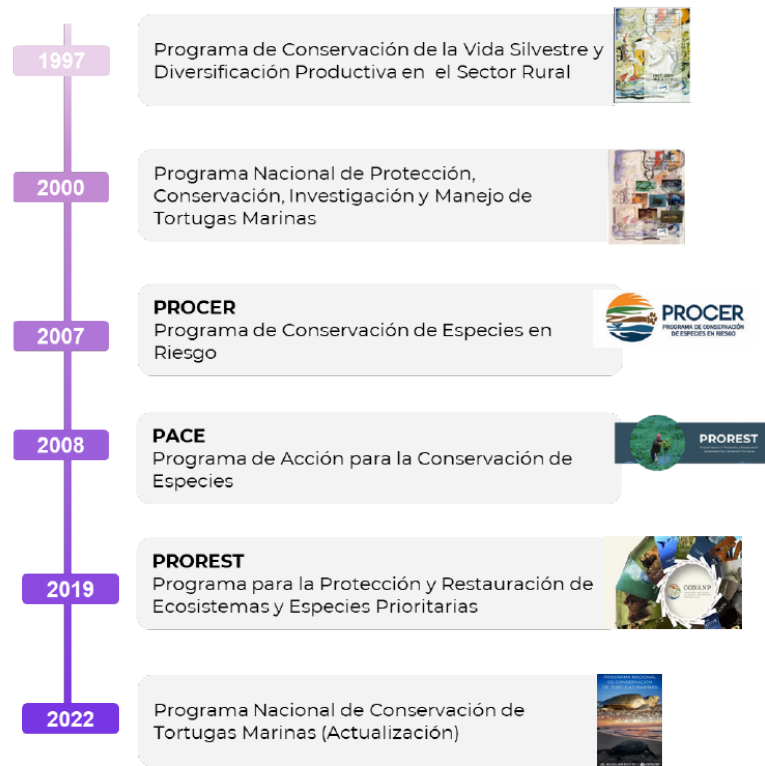 1997
Programa de Conservación de la Vida Silvestre y
Diversificación Productiva en el Sector Rural
2000
Programa Nacional de Protección,
Conservación, Investigación y Manejo de
Tortugas Marinas
2007
PROCER
Programa de Conservación de Especies en
Riesgo
PROCER
PROGRAMA DE CONSERVACIÓN
DE ESPECIES EN RIESGO
2008
PACE
Programa de Acción para la Conservación de
Especies
PROREST
2019
PROREST
Programa para la Protección y Restauración de
Ecosistemas y Especies Prioritarias
CONANP
2022
Programa Nacional de Conservación de
Tortugas Marinas (Actualización)
PROGRAMA NACIONAL
DE CONSERVACIÓN
DE TORTUGAS MARINAS